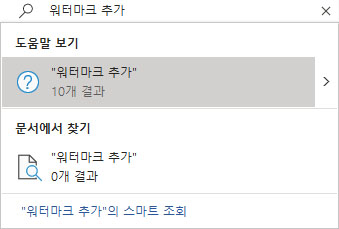 워터마크 추가
도움말 보기
"워터마크 추가"
10개 결과
문서에서 찾기
"워터마크 추가"
0개 결과
"워터마크 추가"의 스마트 조회